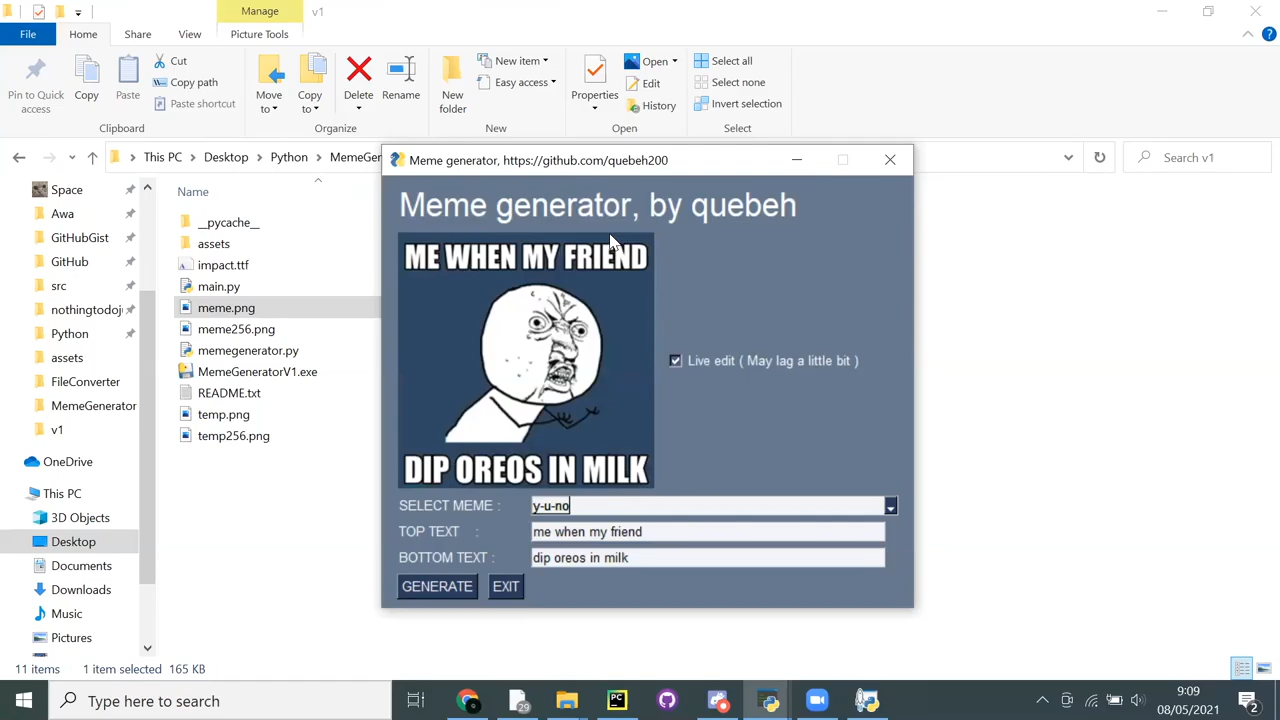 Manage
v1
File
Home
Share
View
Picture Tools
Pin to Quick access
Copy
Paste
Cut
Copy path
Paste shortcut
Clipboard
Move to
Copy to
Delete
Rename
Organize
New folder
New item
Easy access
New
Properties
Open
Edit
History
Open
Select all
Select none
Invert selection
Select
This PC > Desktop > Python > MemeGer
Search v1
Space
Awa
GitHubGist
GitHub
src
nothingtodoj
Python
assets
FileConverter
MemeGenerator
v1
OneDrive
This PC
3D Objects
Desktop
Documents
Downloads
Music
Pictures
Name
__pycache__
assets
impact.ttf
main.py
meme.png
meme256.png
memegenerator.py
MemeGeneratorV1.exe
README.txt
temp.png
temp256.png
Meme generator, https://github.com/quebeh200
Meme generator, by quebeh
ME WHEN MY FRIEND
DIP OREOS IN MILK
Live edit ( May lag a little bit )
SELECT MEME : y-u-no
TOP TEXT : me when my friend
BOTTOM TEXT : dip oreos in milk
GENERATE EXIT
11 items 1 item selected 165 KB
Type here to search
29
PC
9:09
08/05/2021
2